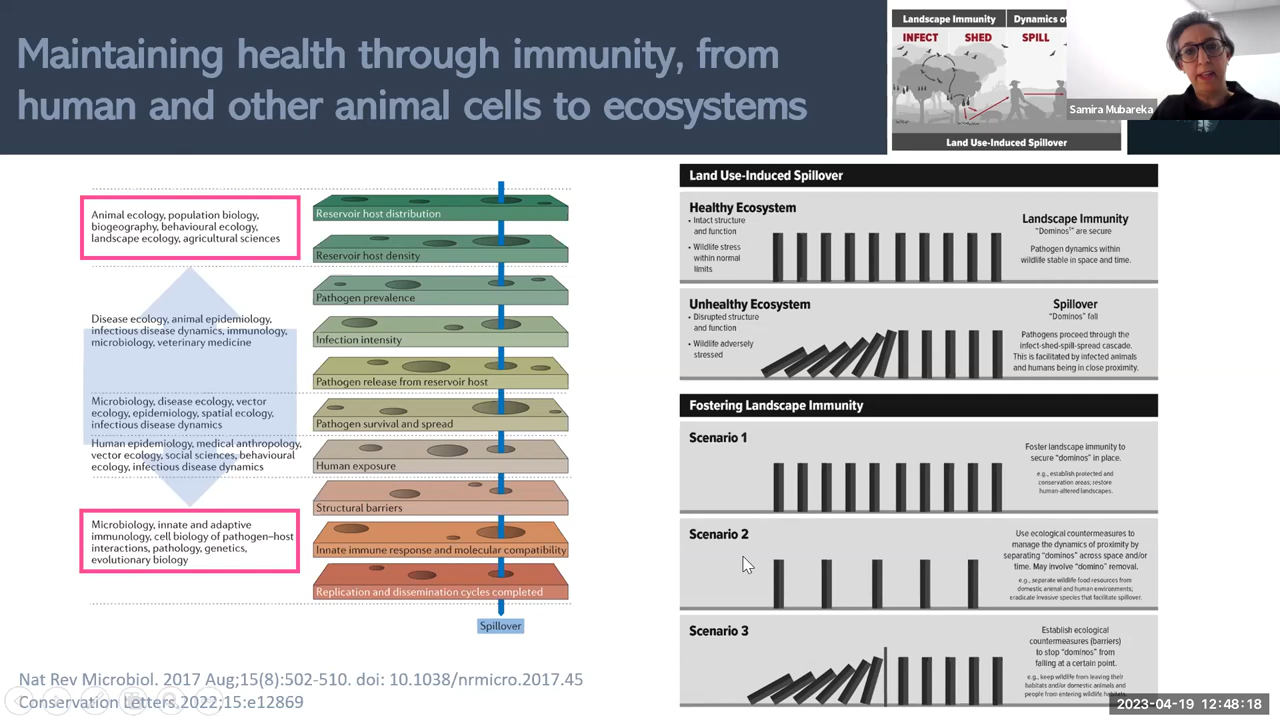 Maintaining health through immunity, from
human and other animal cells to ecosystems
Landscape Immunity
Dynamics of
INFECT
SHED
SPILL
Land Use-Induced Spillover
Samira Mubareka
Animal ecology, population biology,
biogeography, behavioural ecology,
landscape ecology, agricultural sciences
Disease ecology, animal epidemiology,
infectious disease dynamics, immunology,
microbiology, veterinary medicine
Microbiology, disease ecology, vector
ecology, epidemiology, spatial ecology,
infectious disease dynamics
Human epidemiology, medical anthropology,
vector ecology, social sciences, behavioural
ecology, infectious disease dynamics
Microbiology, innate and adaptive
immunology, cell biology of pathogen–host
interactions, pathology, genetics,
evolutionary biology
Reservoir host distribution
Reservoir host density
Pathogen prevalence
Infection intensity
Pathogen release from reservoir host
Pathogen survival and spread
Human exposure
Structural barriers
Innate immune response and molecular compatibility
Replication and dissemination cycles completed
Spillover
Land Use-Induced Spillover
Healthy Ecosystem
• Intact structure
and function
• Wildlife stress
within normal
limits
Landscape Immunity
"Dominos"' are secure
Pathogen dynamics within
wildlife stable in space and time.
Unhealthy Ecosystem
• Disrupted structure
and function
• Wildlife adversely
stressed
Spillover
"Dominos" fall
Pathogens proceed through the
infect-shed-spill-spread cascade.
This is facilitated by infected animals
and humans being in close proximity.
Fostering Landscape Immunity
Scenario 1
Foster landscape immunity to
secure "dominos" in place.
e.g., establish protected and
conservation areas; restore
human-altered landscapes.
Scenario 2
Use ecological countermeasures to
manage the dynamics of proximity by
separating "dominos" across space and/or
time. May involve "domino" removal.
e.g., separate wildlife food resources from
domestic animal and human environments;
eradicate invasive species that facilitate spillover.
Scenario 3
Establish ecological
countermeasures (barriers)
to stop "dominos" from
falling at a certain point.
e.g., keep wildlife from leaving their
habitats and/or domestic animals and
people from entering wildlife habitats.
Nat Rev Microbiol. 2017 Aug;15(8):502-510. doi: 10.1038/nrmicro.2017.45
Conservation Letters.2022;15:e12869
2023-04-19 12:48:18